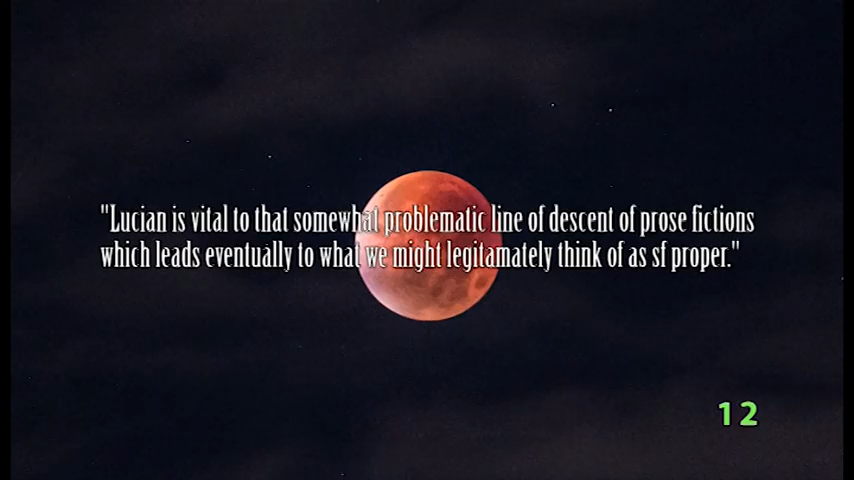 "Lucian is vital to that somewhat problematic line of descent of prose fictions
which leads eventually to what we might legitamately think of as sf proper."
12